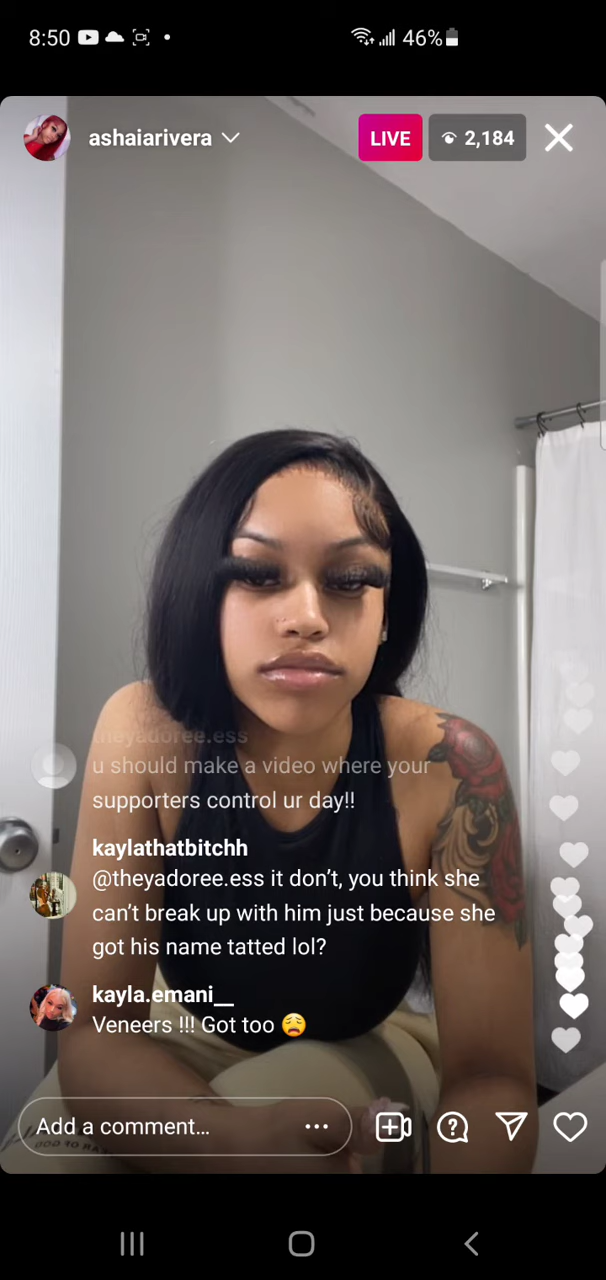 8:50
46%
ashaiarivera
LIVE
2,184
theyadoree.ess
u should make a video where your
supporters control ur day!!
kaylathatbitchh
@theyadoree.ess it don't, you think she
can't break up with him just because she
got his name tatted lol?
kayla.emani__
Veneers !!! Got too 😩
Add a comment...